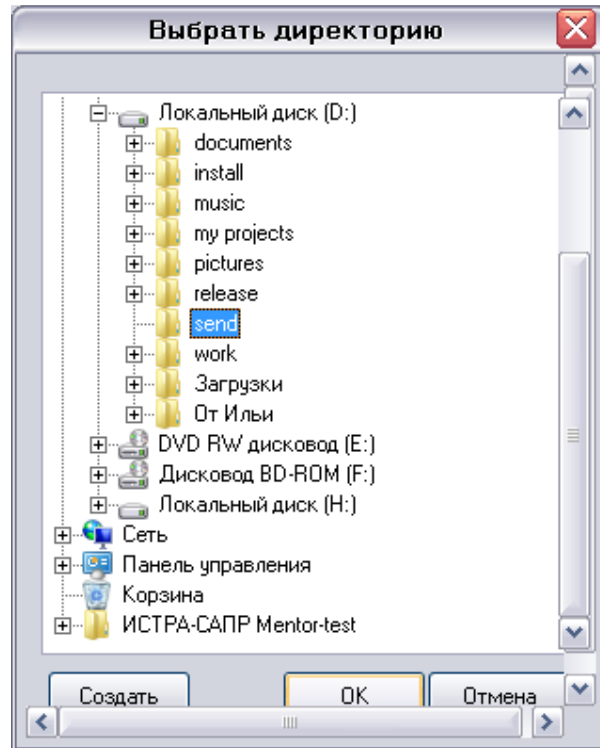 Выбрать директорию
Локальный диск (D:)
documents
install
music
my projects
pictures
release
send
work
Загрузки
От Ильи
DVD RW дисковод (E:)
Дисковод BD-ROM (F:)
Локальный диск (H:)
Сеть
Панель управления
Корзина
ИСТРА-САПР Mentor-test
Создать OK Отмена